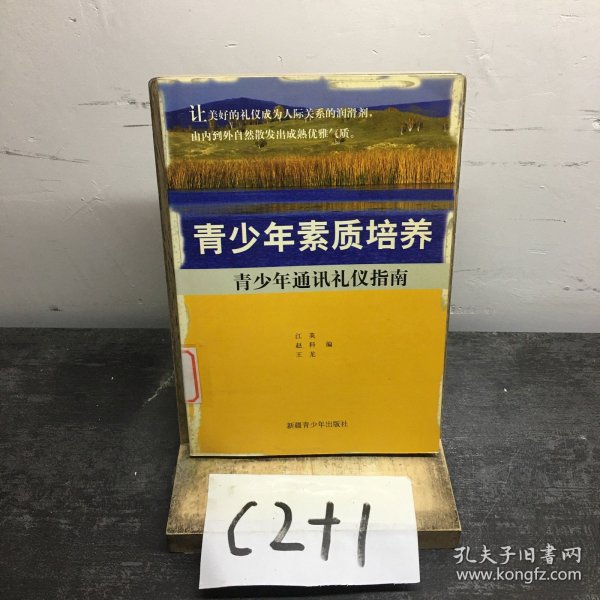 让美好的礼仪成为人际关系的润滑剂，
由内到外自然散发出成熟优雅气质。
青少年素质培养
青少年通讯礼仪指南
江英
赵科 编
王龙
新疆青少年出版社
C2+1
孔夫子旧書网
www.kongfz.com